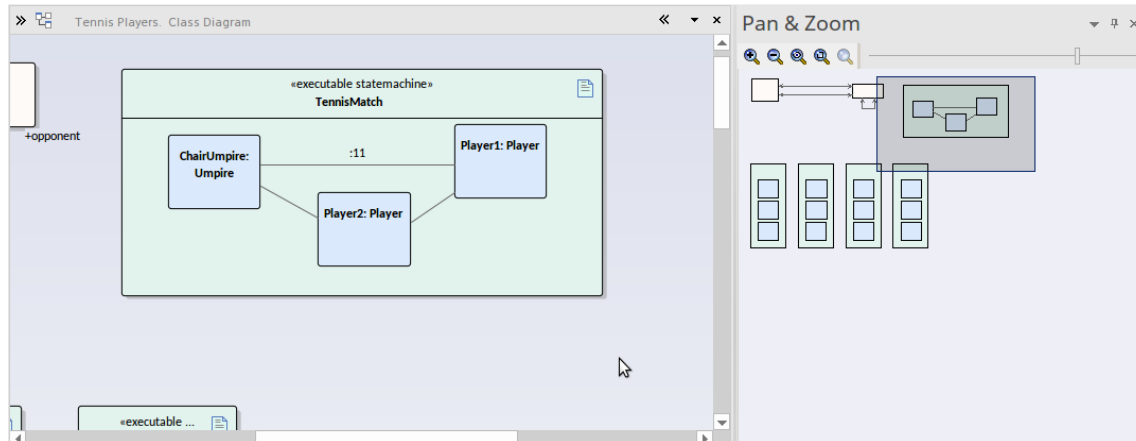 Tennis Players. Class Diagram
Pan & Zoom
«executable statemachine»
TennisMatch
+opponent
ChairUmpire:
Umpire
:11
Player1: Player
Player2: Player
«executable ...